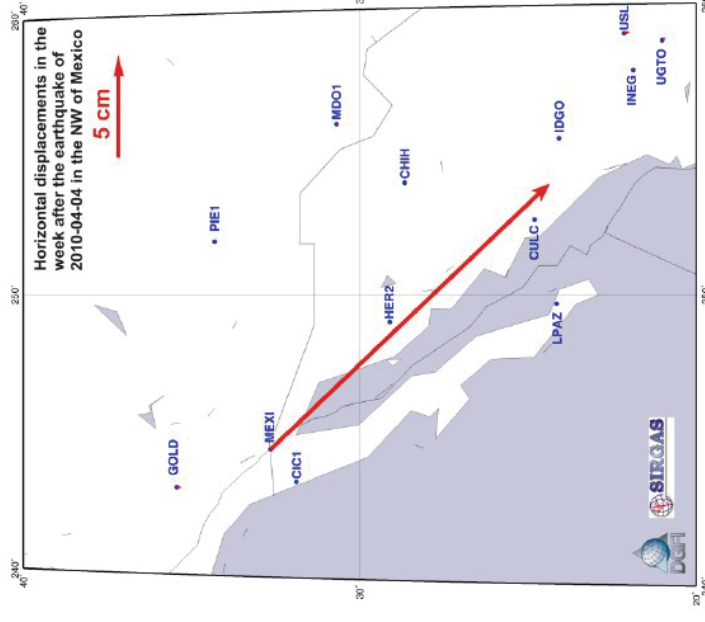 Horizontal displacements in the
week after the earthquake of
2010-04-04 in the NW of Mexico
5 cm
GOLD
PIE1
MEXI
CIC1
MDO1
HER2
CHIH
LPAZ
CULC
IDGO
INEG
USL
UGTO
DGFI
SIRGAS
240°
250°
260°
40°
30°
20°